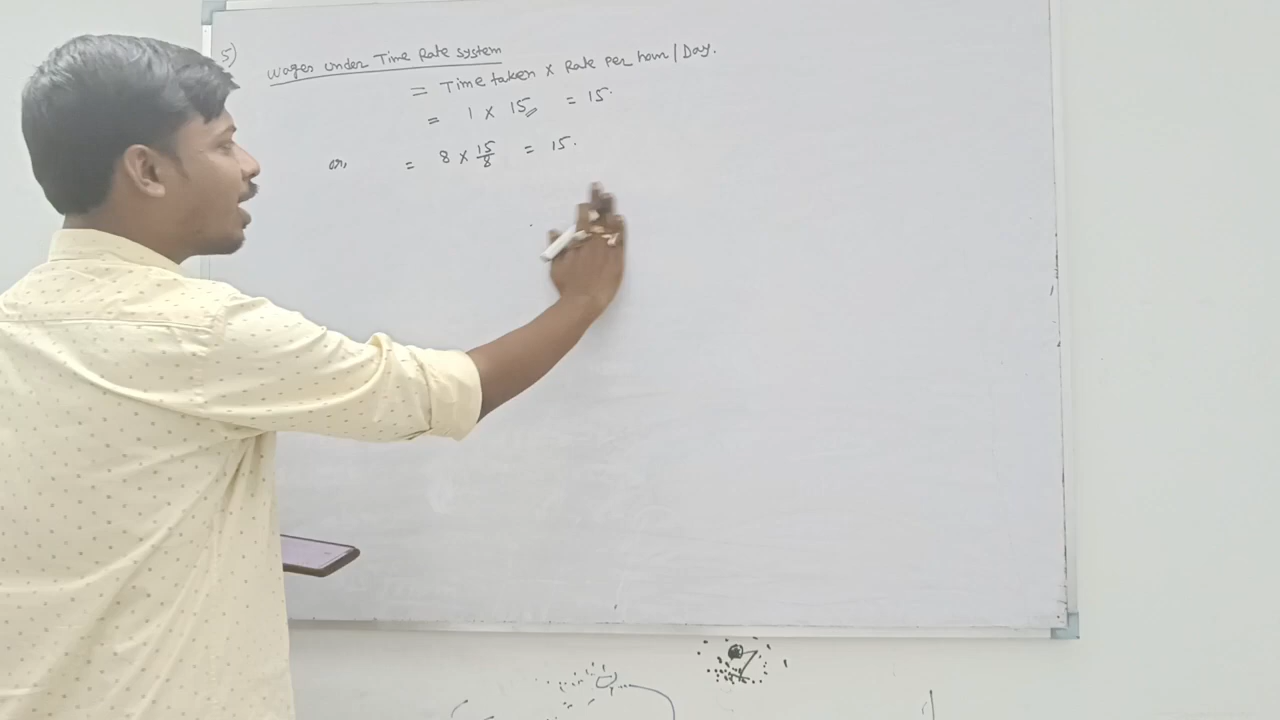 5)
Wages under Time Rate system
= Time taken × Rate Per hour / Day.
= 1 × 15 = 15.
or, = 8 × 15/8 = 15.